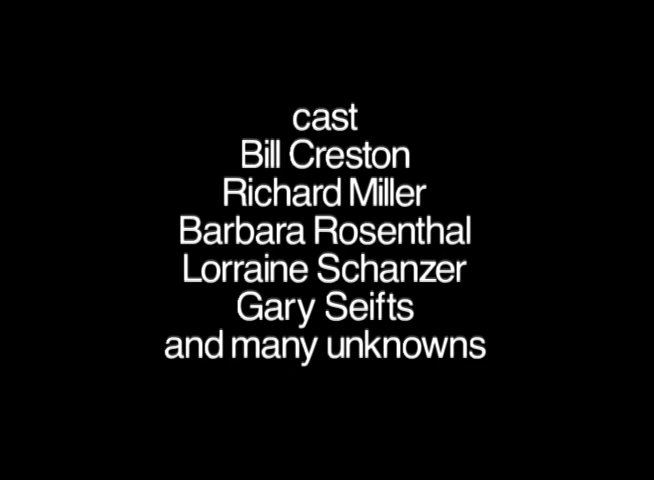 cast
Bill Creston
Richard Miller
Barbara Rosenthal
Lorraine Schanzer
Gary Seifts
and many unknowns